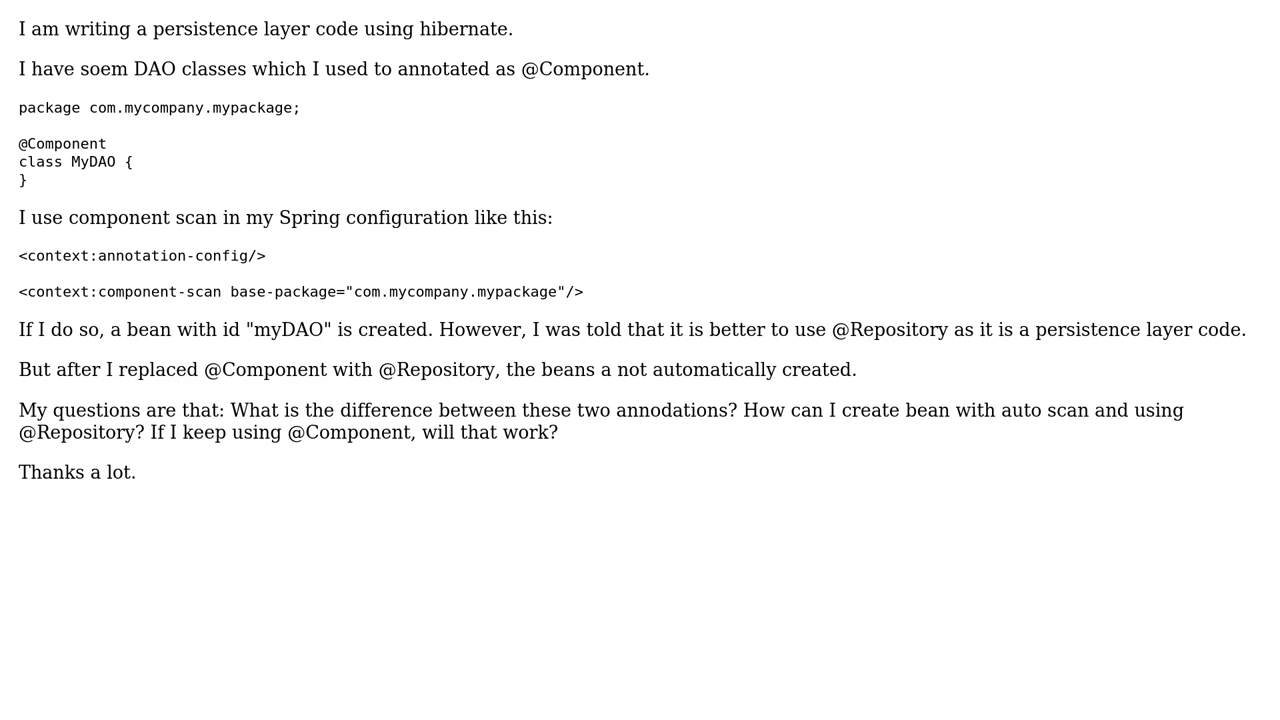 I am writing a persistence layer code using hibernate.
I have soem DAO classes which I used to annotated as @Component.
package com.mycompany.mypackage;
@Component
class MyDAO {
}
I use component scan in my Spring configuration like this:
<context:annotation-config/>
<context:component-scan base-package="com.mycompany.mypackage"/>
If I do so, a bean with id "myDAO" is created. However, I was told that it is better to use @Repository as it is a persistence layer code.
But after I replaced @Component with @Repository, the beans a not automatically created.
My questions are that: What is the difference between these two annodations? How can I create bean with auto scan and using
@Repository? If I keep using @Component, will that work?
Thanks a lot.